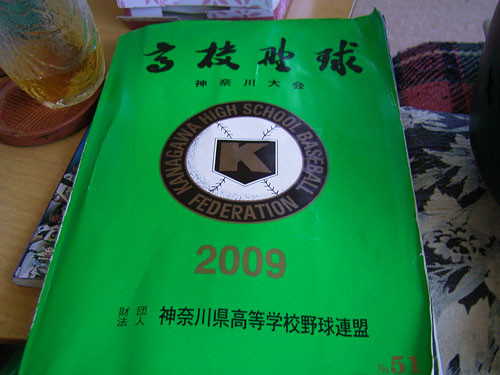 高校野球
神奈川大会
KANAGAWA HIGH SCHOOL BASEBALL
FEDERATION
K
2009
財団
法人 神奈川県高等学校野球連盟
No.51